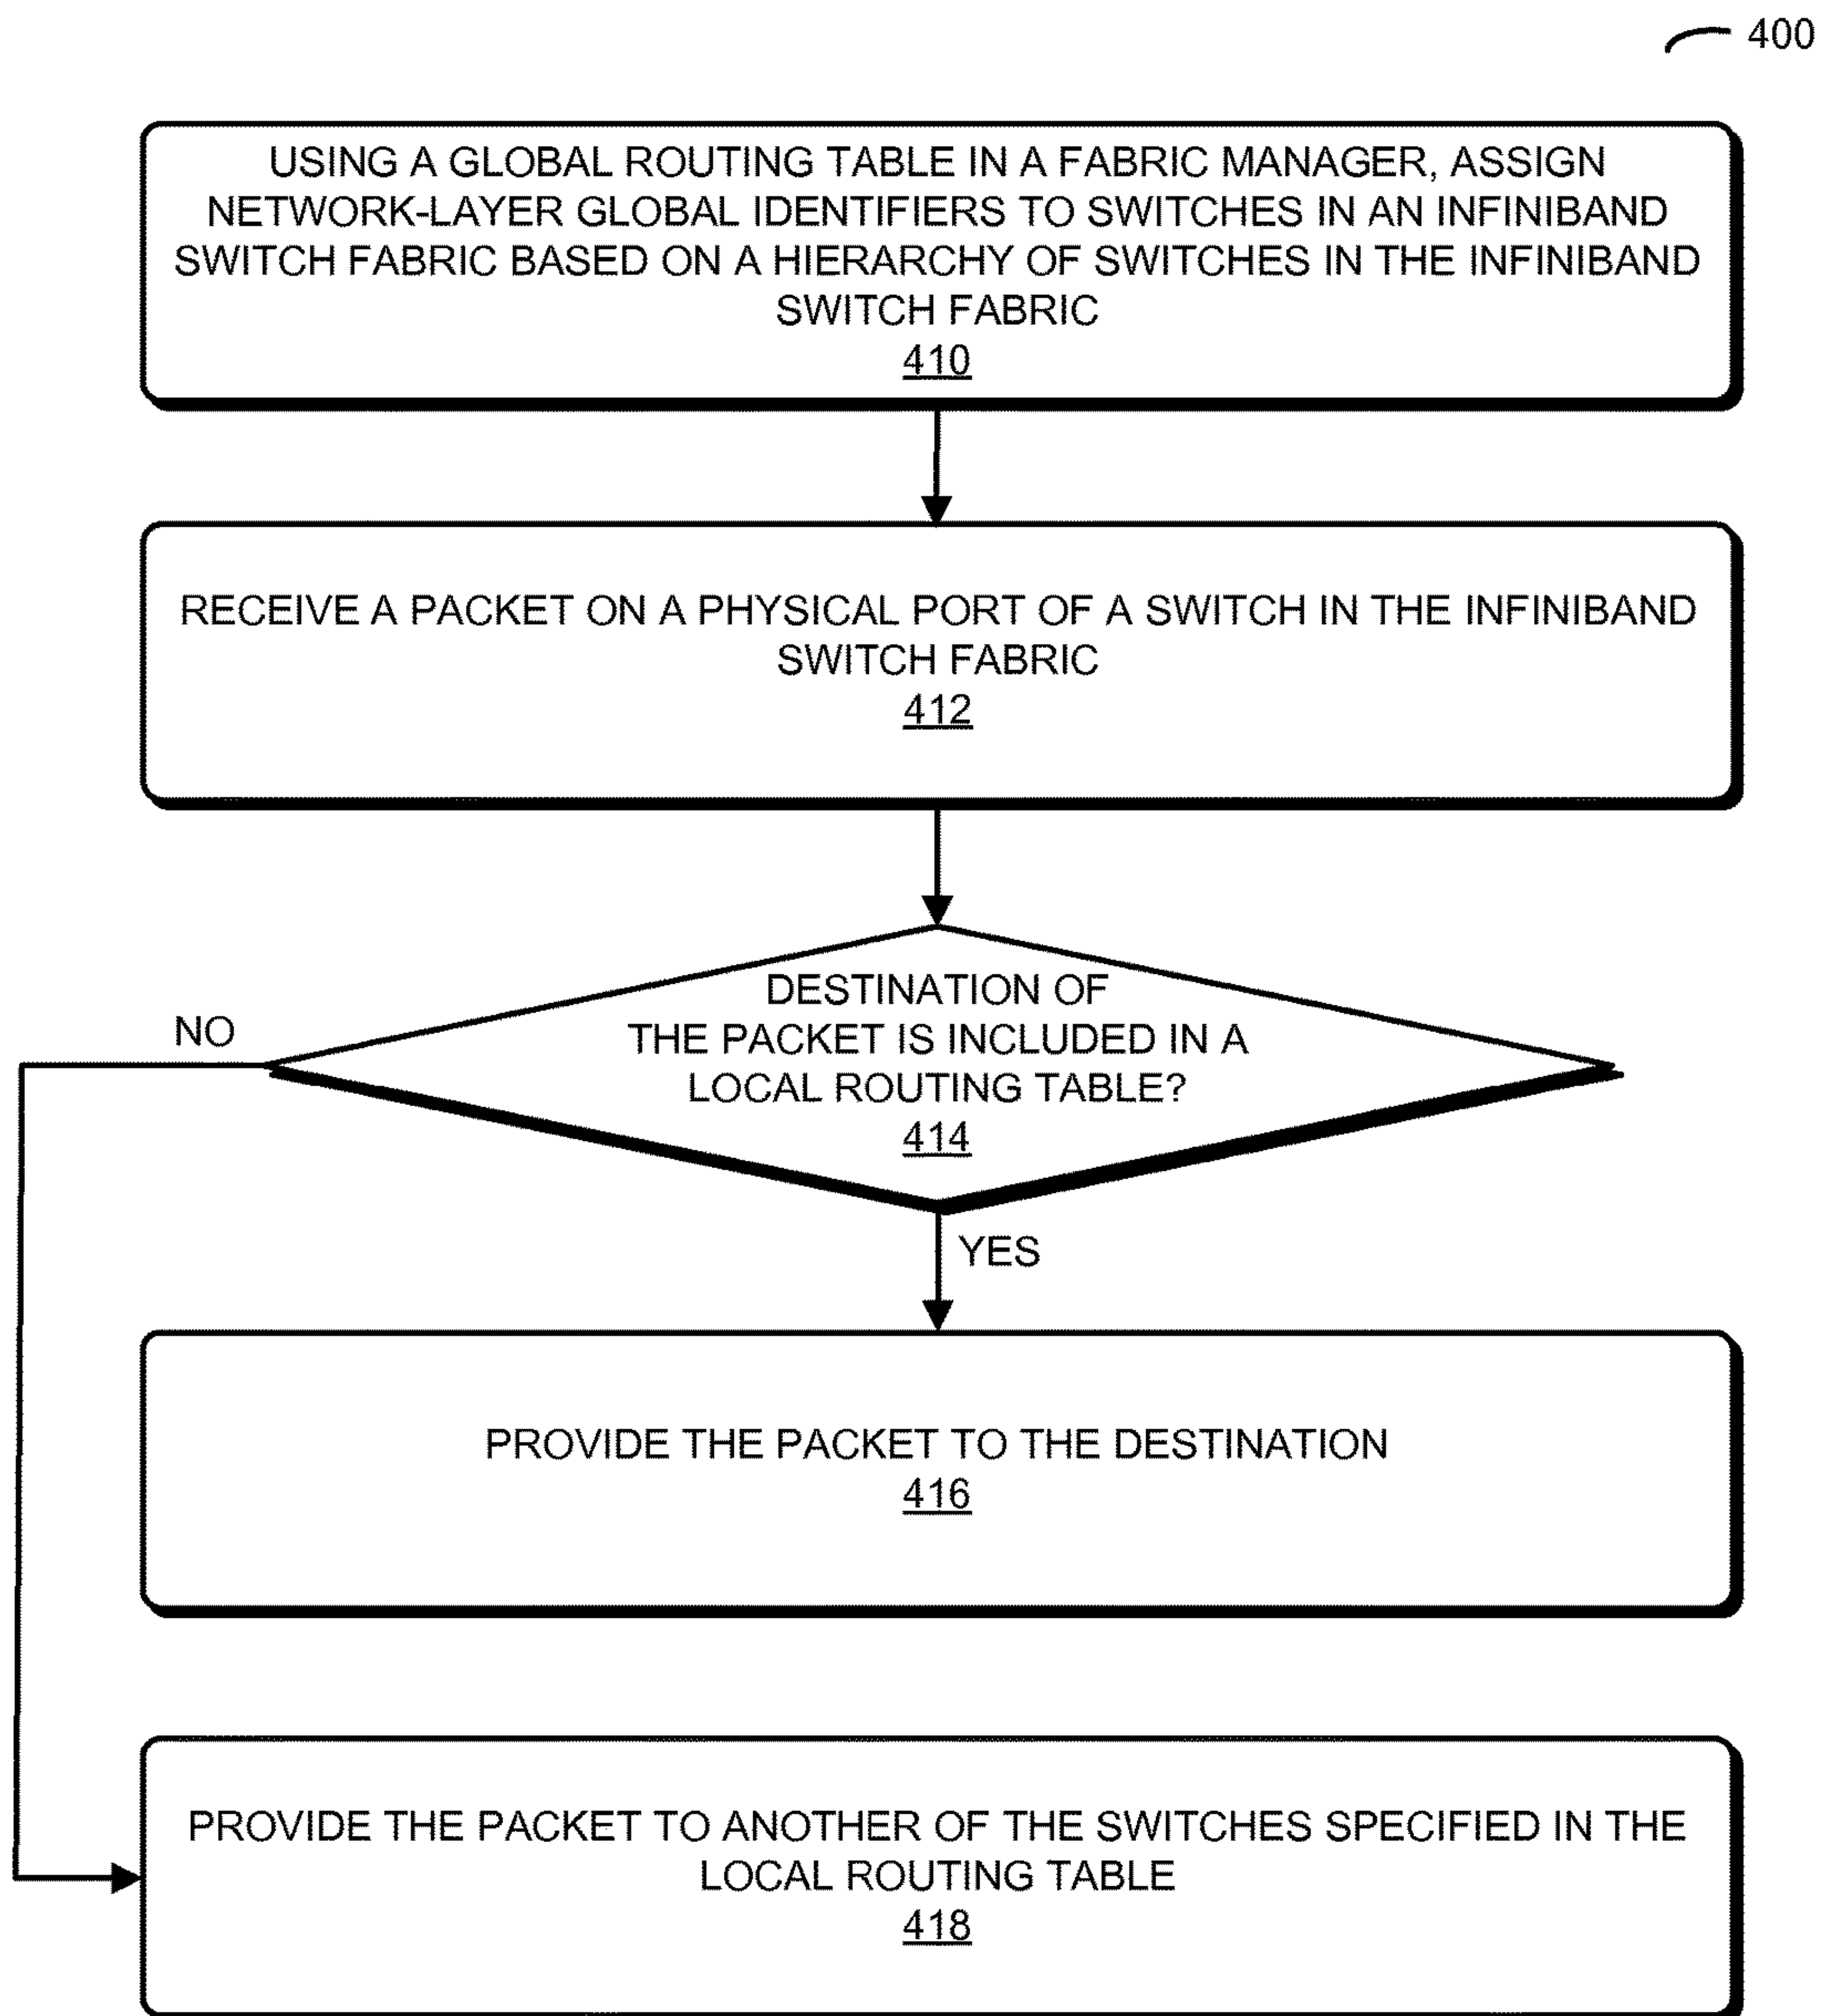 400
USING A GLOBAL ROUTING TABLE IN A FABRIC MANAGER, ASSIGN
NETWORK-LAYER GLOBAL IDENTIFIERS TO SWITCHES IN AN INFINIBAND
SWITCH FABRIC BASED ON A HIERARCHY OF SWITCHES IN THE INFINIBAND
SWITCH FABRIC
410
RECEIVE A PACKET ON A PHYSICAL PORT OF A SWITCH IN THE INFINIBAND
SWITCH FABRIC
412
DESTINATION OF
THE PACKET IS INCLUDED IN A
LOCAL ROUTING TABLE?
414
NO
YES
PROVIDE THE PACKET TO THE DESTINATION
416
PROVIDE THE PACKET TO ANOTHER OF THE SWITCHES SPECIFIED IN THE
LOCAL ROUTING TABLE
418